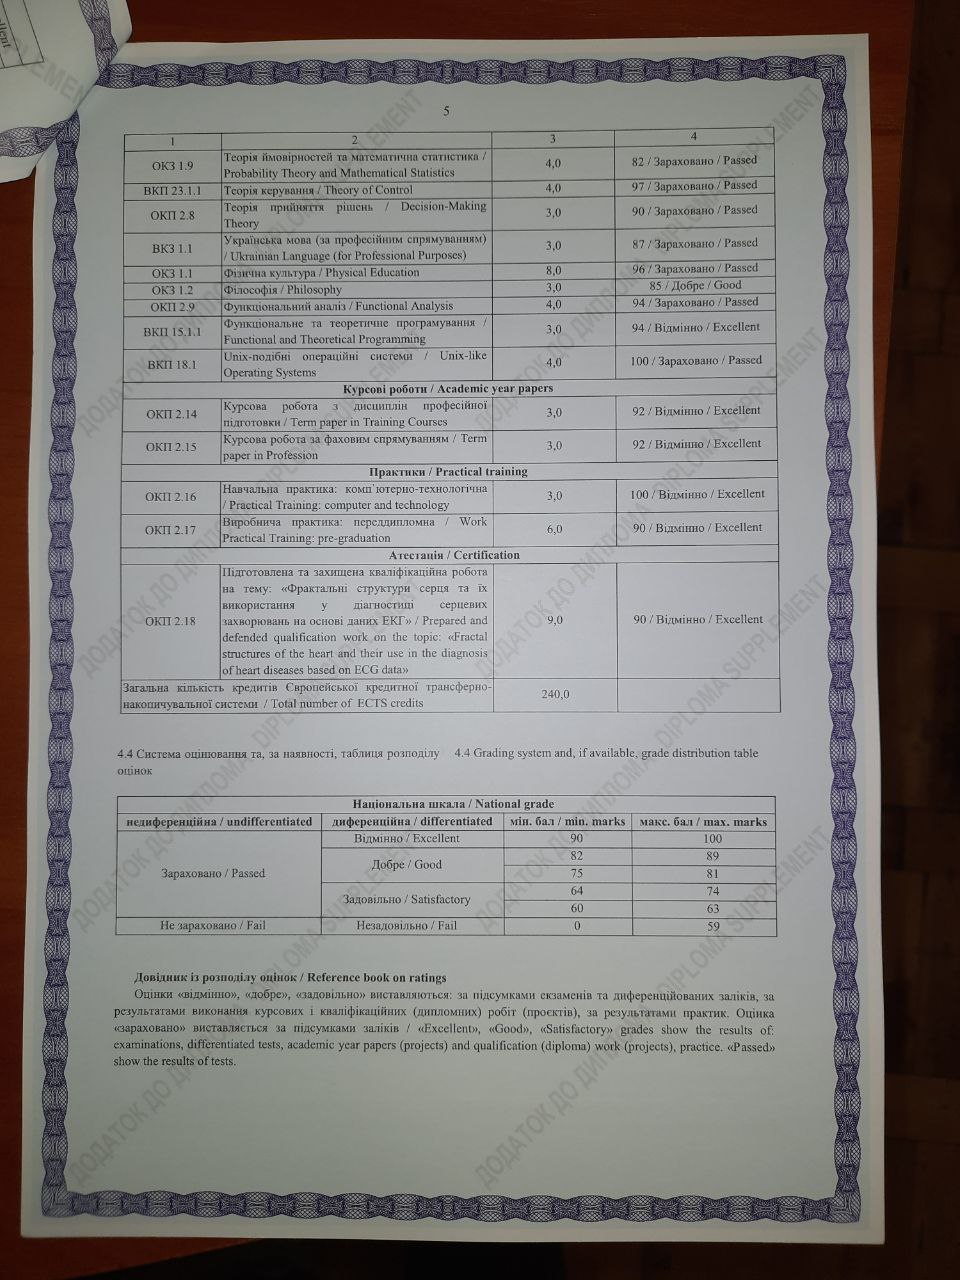 ellent
5
1 2 3 4
ОКЗ 1.9 Теорія ймовірностей та математична статистика / Probability Theory and Mathematical Statistics 4,0 82 / Зараховано / Passed
ВКП 23.1.1 Теорія керування / Theory of Control 4,0 97 / Зараховано / Passed
ОКП 2.8 Теорія прийняття рішень / Decision-Making Theory 3,0 90 / Зараховано / Passed
ВКЗ 1.1 Українська мова (за професійним спрямуванням) / Ukrainian Language (for Professional Purposes) 3,0 87 / Зараховано / Passed
ОКЗ 1.1 Фізична культура / Physical Education 8,0 96 / Зараховано / Passed
ОКЗ 1.2 Філософія / Philosophy 3,0 85 / Добре / Good
ОКП 2.9 Функціональний аналіз / Functional Analysis 4,0 94 / Зараховано / Passed
ВКП 15.1.1 Функціональне та теоретичне програмування / Functional and Theoretical Programming 3,0 94 / Відмінно / Excellent
ВКП 18.1 Unix-подібні операційні системи / Unix-like Operating Systems 4,0 100 / Зараховано / Passed
Курсові роботи / Academic year papers
ОКП 2.14 Курсова робота з дисциплін професійної підготовки / Term paper in Training Courses 3,0 92 / Відмінно / Excellent
ОКП 2.15 Курсова робота за фаховим спрямуванням / Term paper in Profession 3,0 92 / Відмінно / Excellent
Практики / Practical training
ОКП 2.16 Навчальна практика: комп`ютерно-технологічна / Practical Training: computer and technology 3,0 100 / Відмінно / Excellent
ОКП 2.17 Виробнича практика: переддипломна / Work Practical Training: pre-graduation 6,0 90 / Відмінно / Excellent
Атестація / Certification
ОКП 2.18 Підготовлена та захищена кваліфікаційна робота
на тему: «Фрактальні структури серця та їх
використання у діагностиці серцевих
захворювань на основі даних ЕКГ» / Prepared and
defended qualification work on the topic: «Fractal
structures of the heart and their use in the diagnosis
of heart diseases based on ECG data» 9,0 90 / Відмінно / Excellent
Загальна кількість кредитів Європейської кредитної трансферно-
накопичувальної системи / Total number of ECTS credits 240,0
4.4 Система оцінювання та, за наявності, таблиця розподілу оцінок
4.4 Grading system and, if available, grade distribution table
Національна шкала / National grade
недиференційна / undifferentiated диференційна / differentiated мін. бал / min. marks макс. бал / max. marks
Зараховано / Passed Відмінно / Excellent 90 100
Добре / Good 82 89
75 81
Задовільно / Satisfactory 64 74
60 63
Не зараховано / Fail Незадовільно / Fail 0 59
Довідник із розподілу оцінок / Reference book on ratings
Оцінки «відмінно», «добре», «задовільно» виставляються: за підсумками екзаменів та диференційованих заліків, за
результатами виконання курсових і кваліфікаційних (дипломних) робіт (проєктів), за результатами практик. Оцінка
«зараховано» виставляється за підсумками заліків / «Excellent», «Good», «Satisfactory» grades show the results of:
examinations, differentiated tests, academic year papers (projects) and qualification (diploma) work (projects), practice. «Passed»
show the results of tests.
ДОДАТОК ДО ДИПЛОМА DIPLOMA SUPPLEMENT